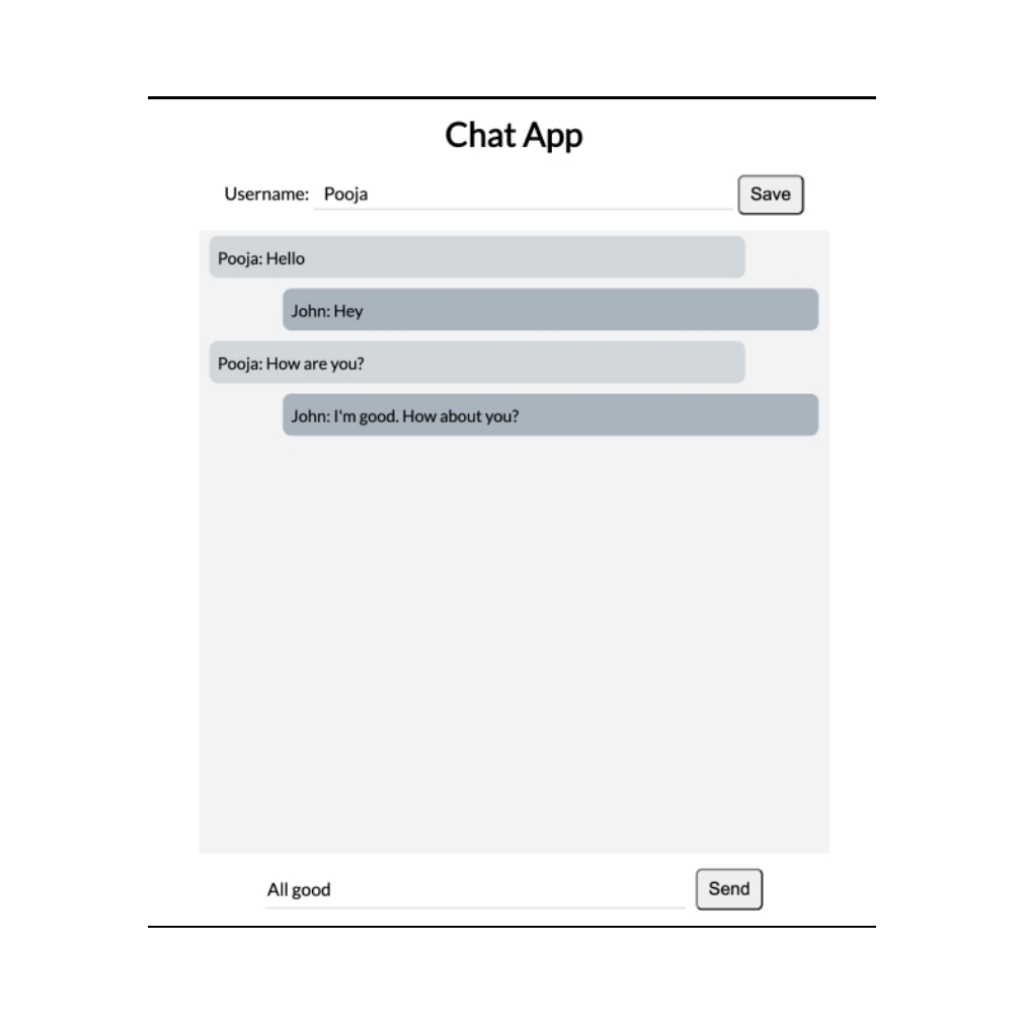 Chat App
Username: Pooja Save
Pooja: Hello
John: Hey
Pooja: How are you?
John: I'm good. How about you?
All good Send